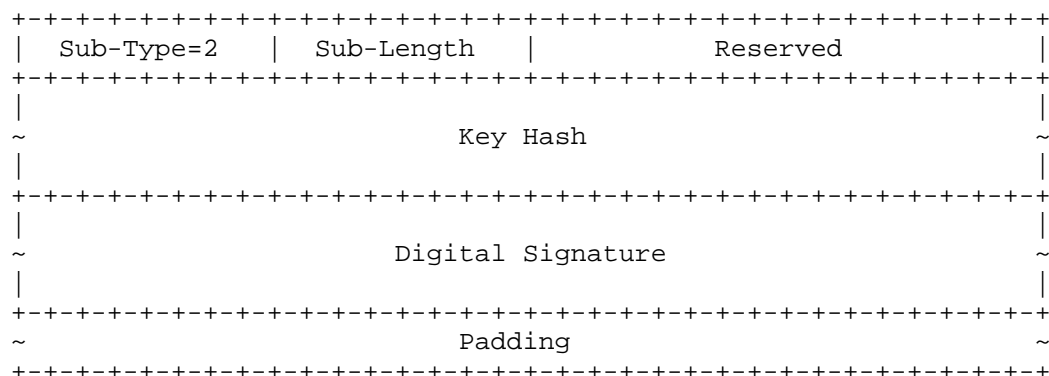 +-+-+-+-+-+-+-+-+-+-+-+-+-+-+-+-+-+-+-+-+-+-+-+-+-+-+-+-+-+-+-+-+
|  Sub-Type=2   |  Sub-Length   |           Reserved            |
+-+-+-+-+-+-+-+-+-+-+-+-+-+-+-+-+-+-+-+-+-+-+-+-+-+-+-+-+-+-+-+-+
|                                                               |
~                           Key Hash                            ~
|                                                               |
+-+-+-+-+-+-+-+-+-+-+-+-+-+-+-+-+-+-+-+-+-+-+-+-+-+-+-+-+-+-+-+-+
|                                                               |
~                       Digital Signature                       ~
|                                                               |
+-+-+-+-+-+-+-+-+-+-+-+-+-+-+-+-+-+-+-+-+-+-+-+-+-+-+-+-+-+-+-+-+
~                           Padding                             ~
+-+-+-+-+-+-+-+-+-+-+-+-+-+-+-+-+-+-+-+-+-+-+-+-+-+-+-+-+-+-+-+-+